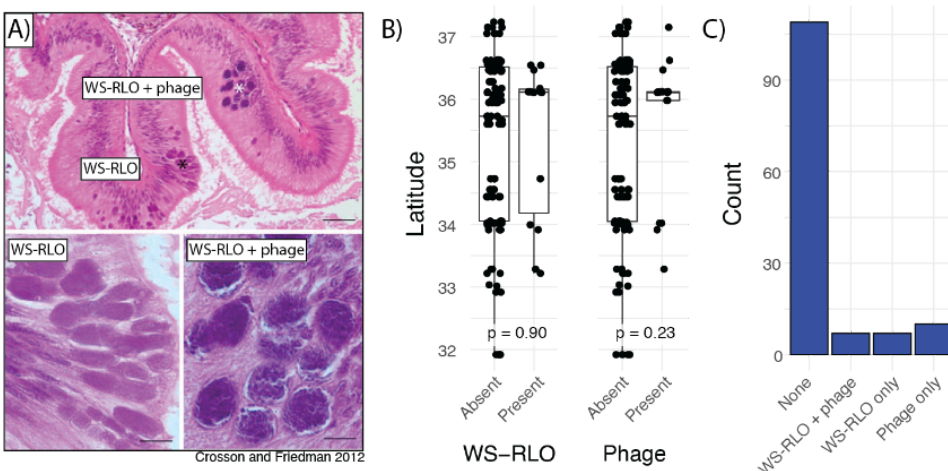 A)
WS-RLO + phage
*
WS-RLO
*
WS-RLO
WS-RLO + phage
Crosson and Friedman 2012
B)
Latitude
37
36
35
34
33
32
p = 0.90
p = 0.23
Absent
Present
Absent
Present
WS-RLO
Phage
C)
Count
90
60
30
0
None
WS-RLO + phage
WS-RLO only
Phage only